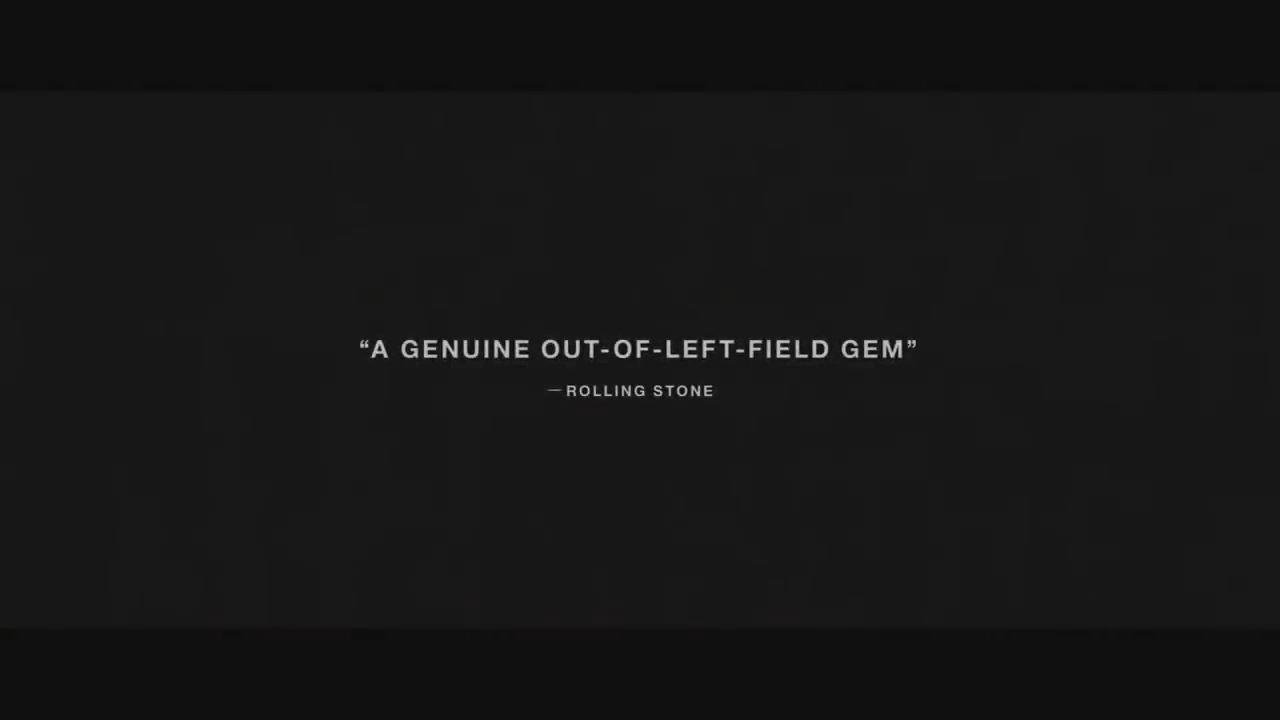 “A GENUINE OUT-OF-LEFT-FIELD GEM”
—ROLLING STONE